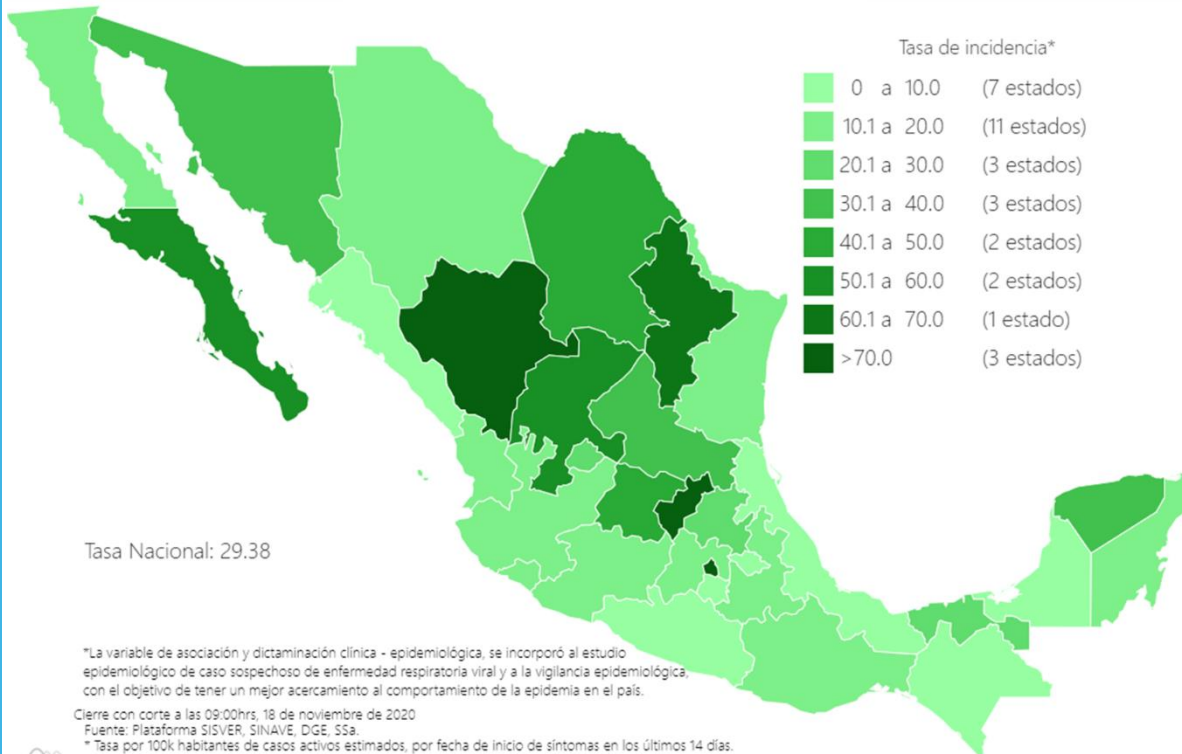 Tasa de incidencia*
0 a 10.0 (7 estados)
10.1 a 20.0 (11 estados)
20.1 a 30.0 (3 estados)
30.1 a 40.0 (3 estados)
40.1 a 50.0 (2 estados)
50.1 a 60.0 (2 estados)
60.1 a 70.0 (1 estado)
>70.0 (3 estados)
Tasa Nacional: 29.38
*La variable de asociación y dictaminación clínica - epidemiológica, se incorporó al estudio
epidemiológico de caso sospechoso de enfermedad respiratoria viral y a la vigilancia epidemiológica,
con el objetivo de tener un mejor acercamiento al comportamiento de la epidemia en el país.
Cierre con corte a las 09:00hrs, 18 de noviembre de 2020
Fuente: Plataforma SISVER, SINAVE, DGE, SSa.
* Tasa por 100k habitantes de casos activos estimados, por fecha de inicio de síntomas en los últimos 14 días.